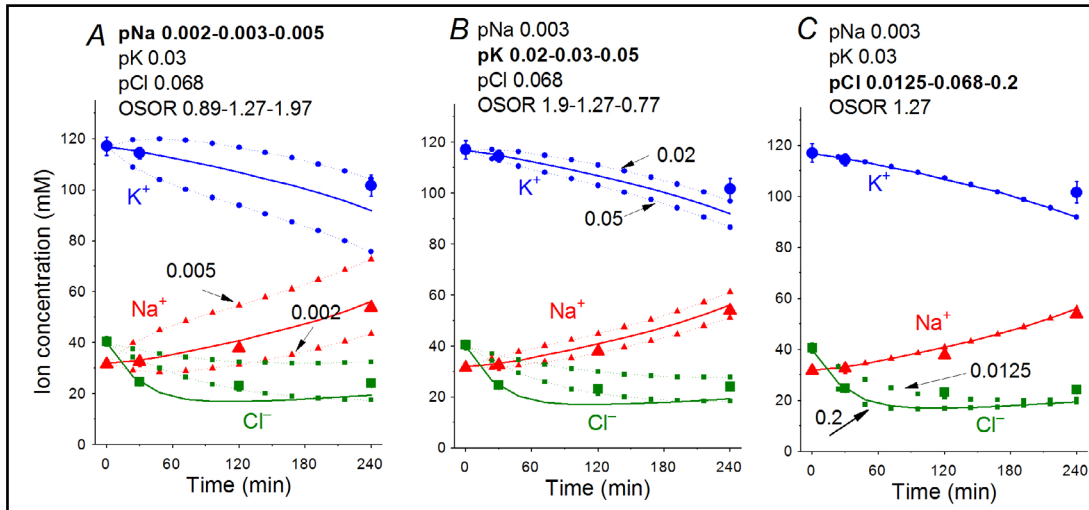 A pNa 0.002-0.003-0.005
pK 0.03
pCl 0.068
OSOR 0.89-1.27-1.97
B pNa 0.003
pK 0.02-0.03-0.05
pCl 0.068
OSOR 1.9-1.27-0.77
C pNa 0.003
pK 0.03
pCl 0.0125-0.068-0.2
OSOR 1.27
Ion concentration (mM)
120
100
80
60
40
20
0
K+
0.005
Na+
0.002
Cl−
0 60 120 180 240
Time (min)
120
100
80
60
40
20
0
0.02
K+
0.05
Na+
Cl−
0 60 120 180 240
Time (min)
120
100
80
60
40
20
0
K+
Na+
0.0125
0.2
Cl−
0 60 120 180 240
Time (min)